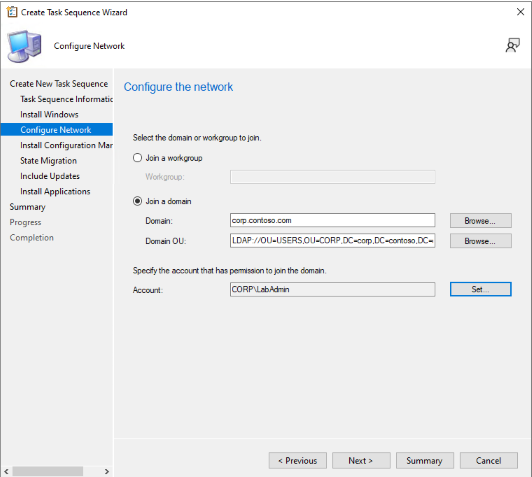 Create Task Sequence Wizard
Configure Network
Create New Task Sequence
Task Sequence Informatic
Install Windows
Configure Network
Install Configuration Mar
State Migration
Include Updates
Install Applications
Summary
Progress
Completion
Configure the network
Select the domain or workgroup to join.
Join a workgroup
Workgroup:
Join a domain
Domain: corp.contoso.com Browse...
Domain OU: LDAP://OU=USERS,OU=CORP,DC=corp,DC=contoso,DC= Browse...
Specify the account that has permission to join the domain.
Account: CORP\LabAdmin Set...
< Previous Next > Summary Cancel